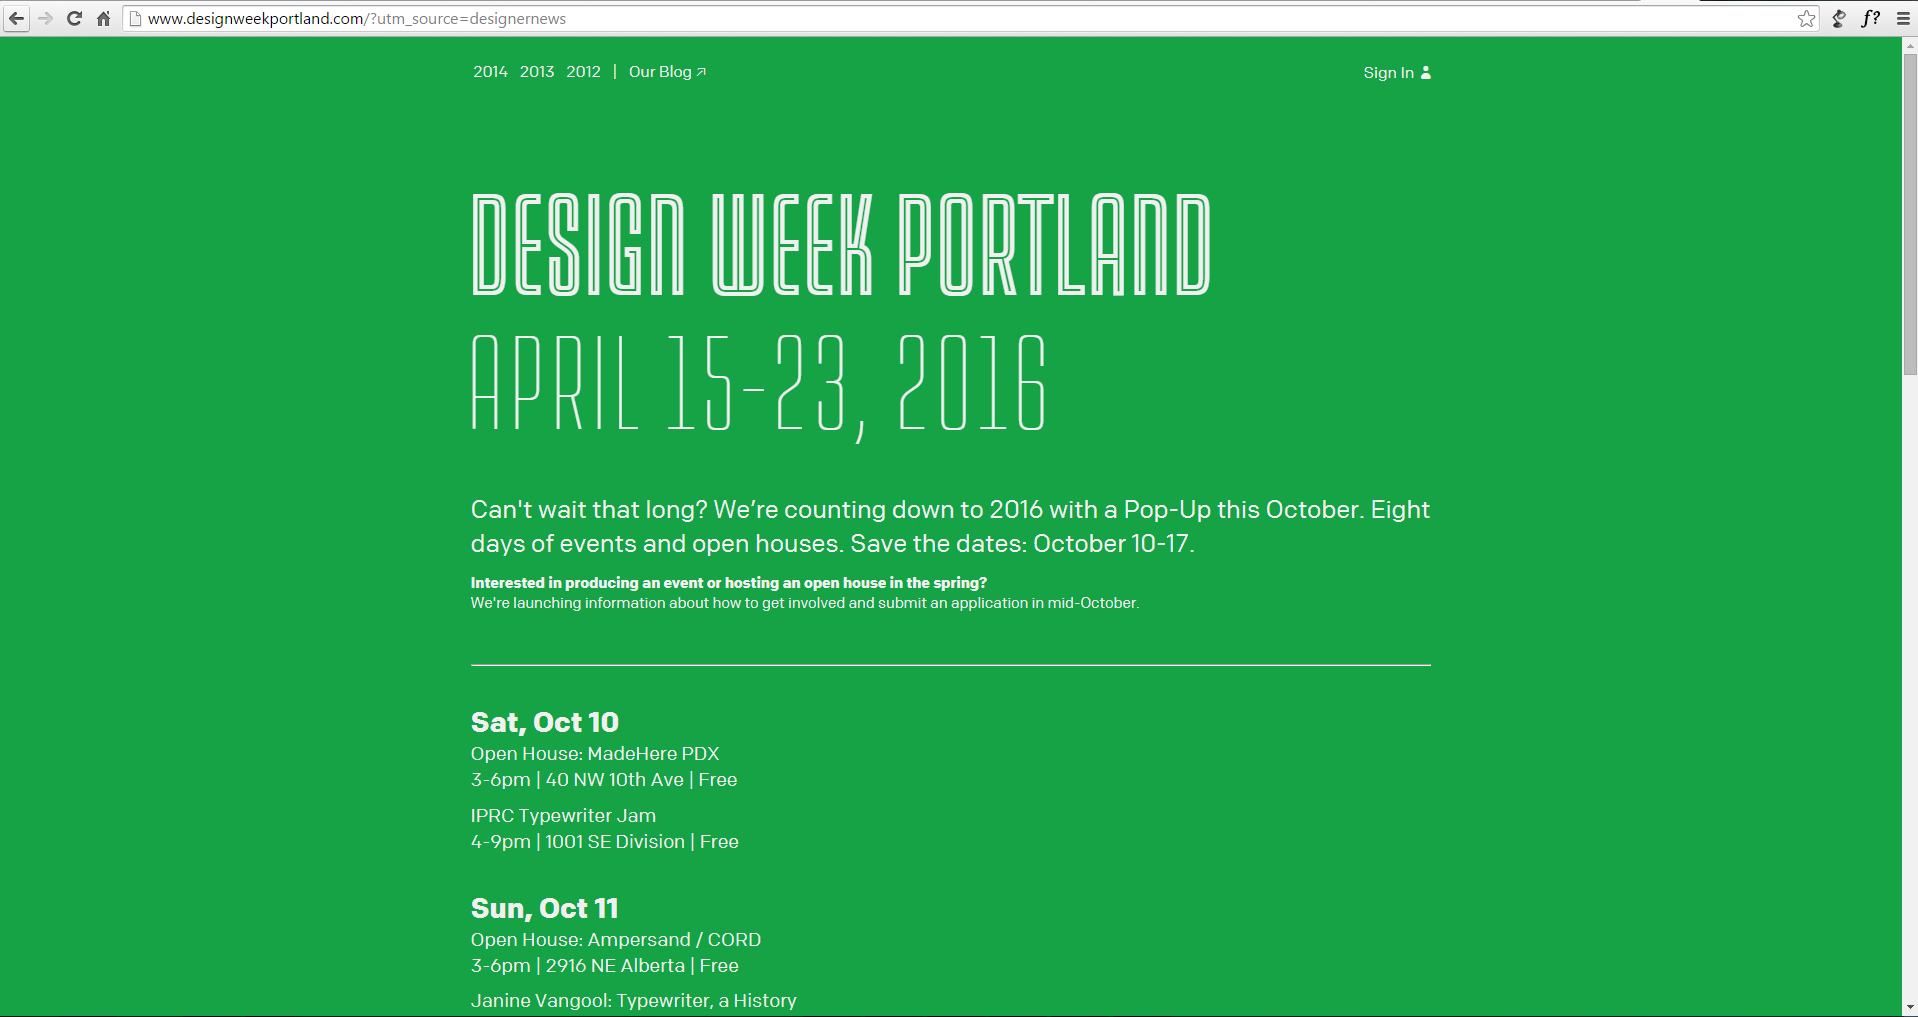 www.designweekportland.com/?utm_source=designernews
f?
2014 2013 2012 | Our Blog
Sign In
DESIGN WEEK PORTLAND
APRIL 15-23, 2016
Can't wait that long? We’re counting down to 2016 with a Pop-Up this October. Eight
days of events and open houses. Save the dates: October 10-17.
Interested in producing an event or hosting an open house in the spring?
We're launching information about how to get involved and submit an application in mid-October.
Sat, Oct 10
Open House: MadeHere PDX
3-6pm | 40 NW 10th Ave | Free
IPRC Typewriter Jam
4-9pm | 1001 SE Division | Free
Sun, Oct 11
Open House: Ampersand / CORD
3-6pm | 2916 NE Alberta | Free
Janine Vangool: Typewriter, a History